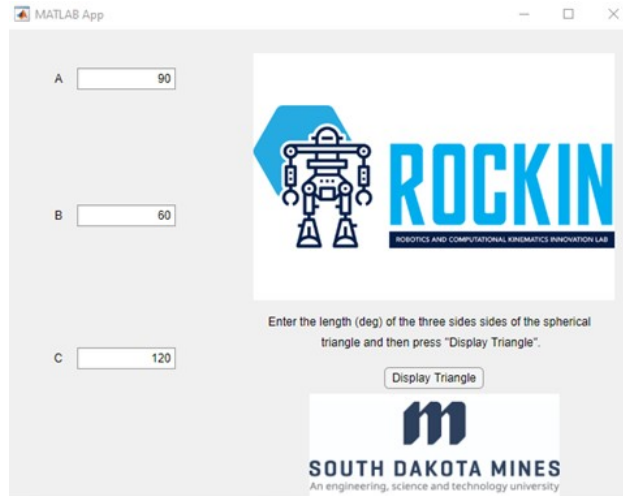 MATLAB App
A 90
B 60
C 120
ROCKIN
ROBOTICS AND COMPUTATIONAL KINEMATICS INNOVATION LAB
Enter the length (deg) of the three sides sides of the spherical
triangle and then press "Display Triangle".
Display Triangle
m
SOUTH DAKOTA MINES
An engineering, science and technology university